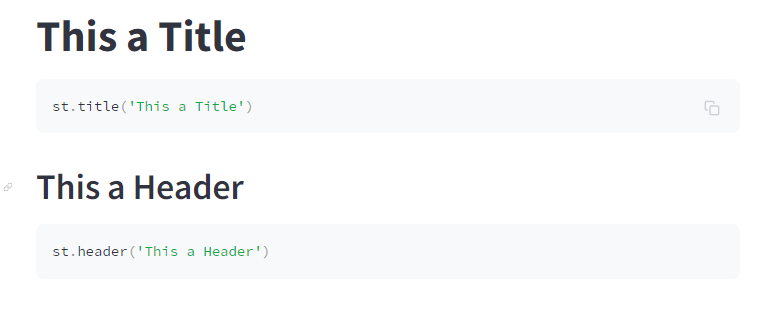 This a Title
st.title('This a Title')
This a Header
st.header('This a Header')